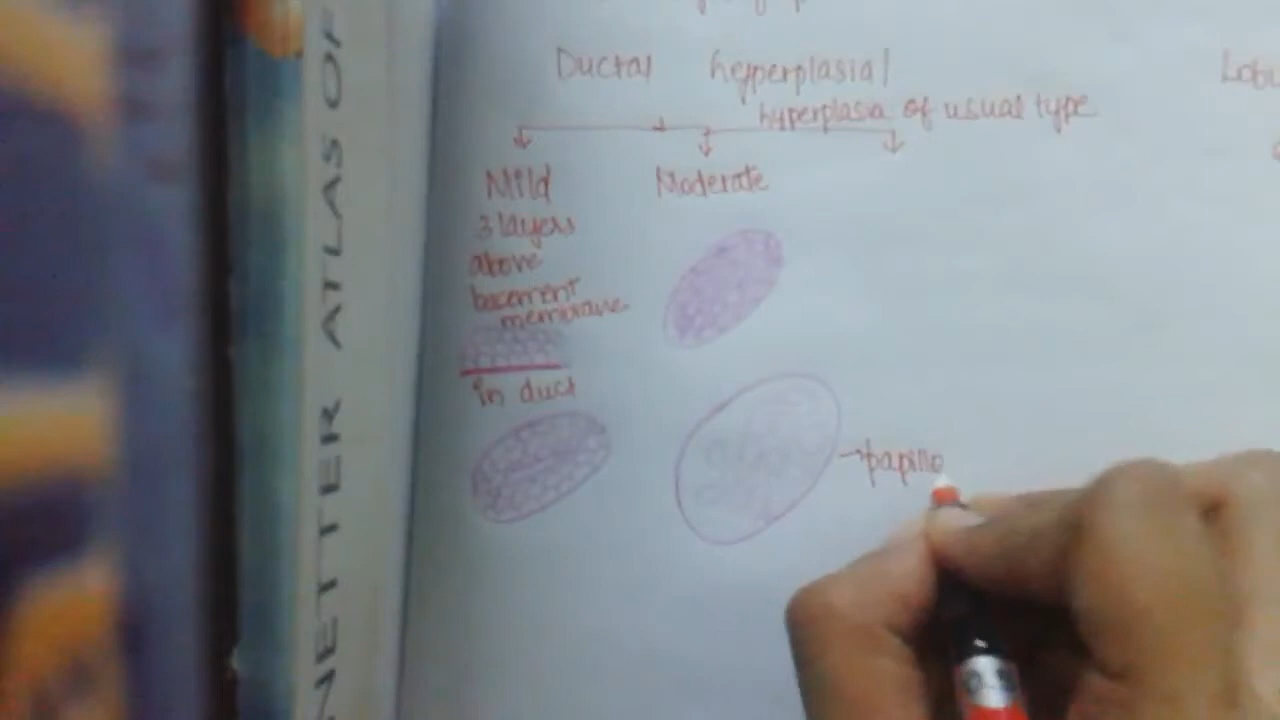 NETTER ATLAS OF
Ductal hyperplasia/
hyperplasia of usual type
Mild
3 layers
above
basement
membrane
in duct
Moderate
→papillo
Lobu